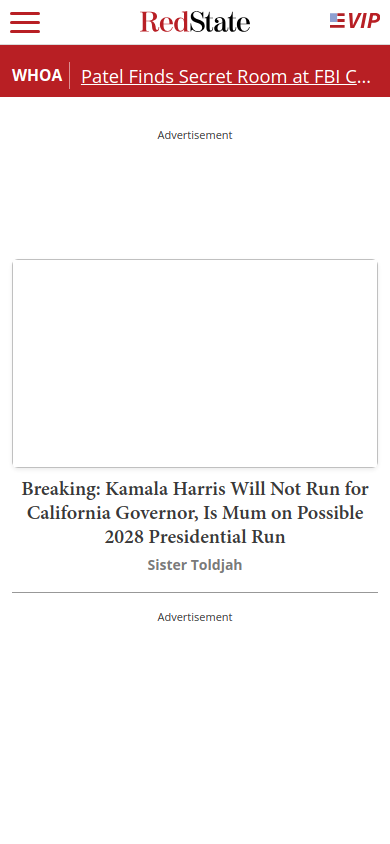 RedState
VIP
WHOA
Patel Finds Secret Room at FBI C...
Advertisement
Breaking: Kamala Harris Will Not Run for
California Governor, Is Mum on Possible
2028 Presidential Run
Sister Toldjah
Advertisement